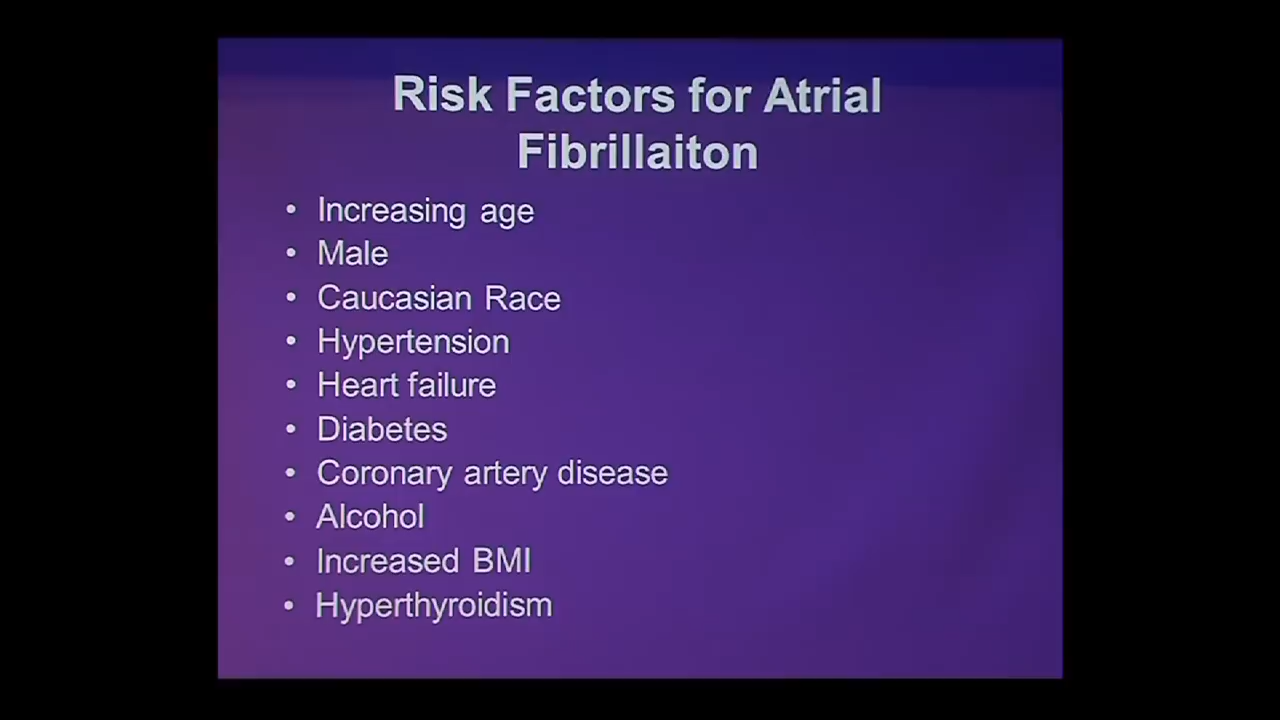 Risk Factors for Atrial
Fibrillaiton
• Increasing age
• Male
• Caucasian Race
• Hypertension
• Heart failure
• Diabetes
• Coronary artery disease
• Alcohol
• Increased BMI
• Hyperthyroidism